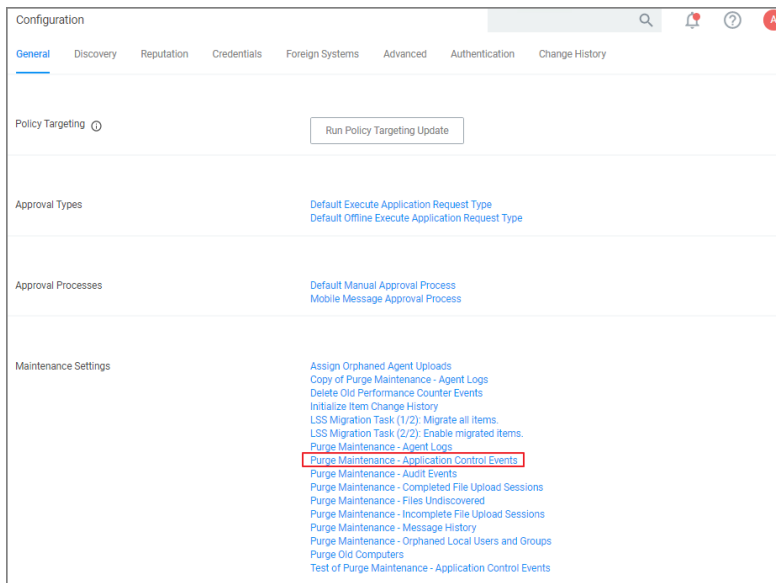 Configuration
General Discovery Reputation Credentials Foreign Systems Advanced Authentication Change History
Policy Targeting
Run Policy Targeting Update
Approval Types
Default Execute Application Request Type
Default Offline Execute Application Request Type
Approval Processes
Default Manual Approval Process
Mobile Message Approval Process
Maintenance Settings
Assign Orphaned Agent Uploads
Copy of Purge Maintenance - Agent Logs
Delete Old Performance Counter Events
Initialize Item Change History
LSS Migration Task (1/2): Migrate all items.
LSS Migration Task (2/2): Enable migrated items.
Purge Maintenance - Agent Logs
Purge Maintenance - Application Control Events
Purge Maintenance - Audit Events
Purge Maintenance - Completed File Upload Sessions
Purge Maintenance - Files Undiscovered
Purge Maintenance - Incomplete File Upload Sessions
Purge Maintenance - Message History
Purge Maintenance - Orphaned Local Users and Groups
Purge Old Computers
Test of Purge Maintenance - Application Control Events